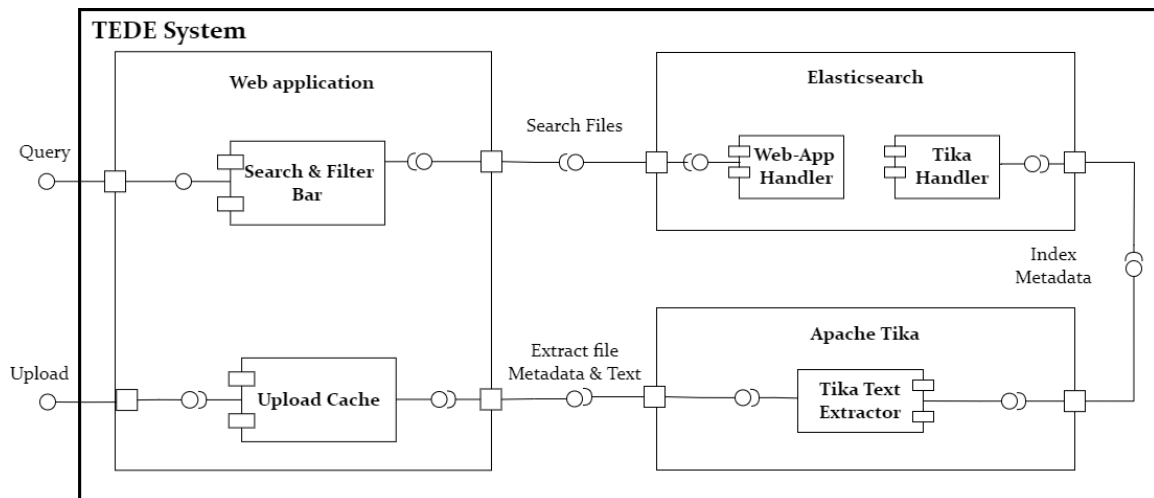 TEDE System
Web application
Elasticsearch
Query
Search & Filter
Bar
Search Files
Web-App
Handler
Tika
Handler
Index
Metadata
Upload
Upload Cache
Extract file
Metadata & Text
Apache Tika
Tika Text
Extractor